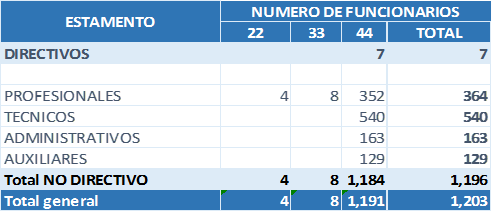 ESTAMENTO NUMERO DE FUNCIONARIOS
22 33 44 TOTAL
DIRECTIVOS 7 7
PROFESIONALES 4 8 352 364
TECNICOS 540 540
ADMINISTRATIVOS 163 163
AUXILIARES 129 129
Total NO DIRECTIVO 4 8 1,184 1,196
Total general 4 8 1,191 1,203